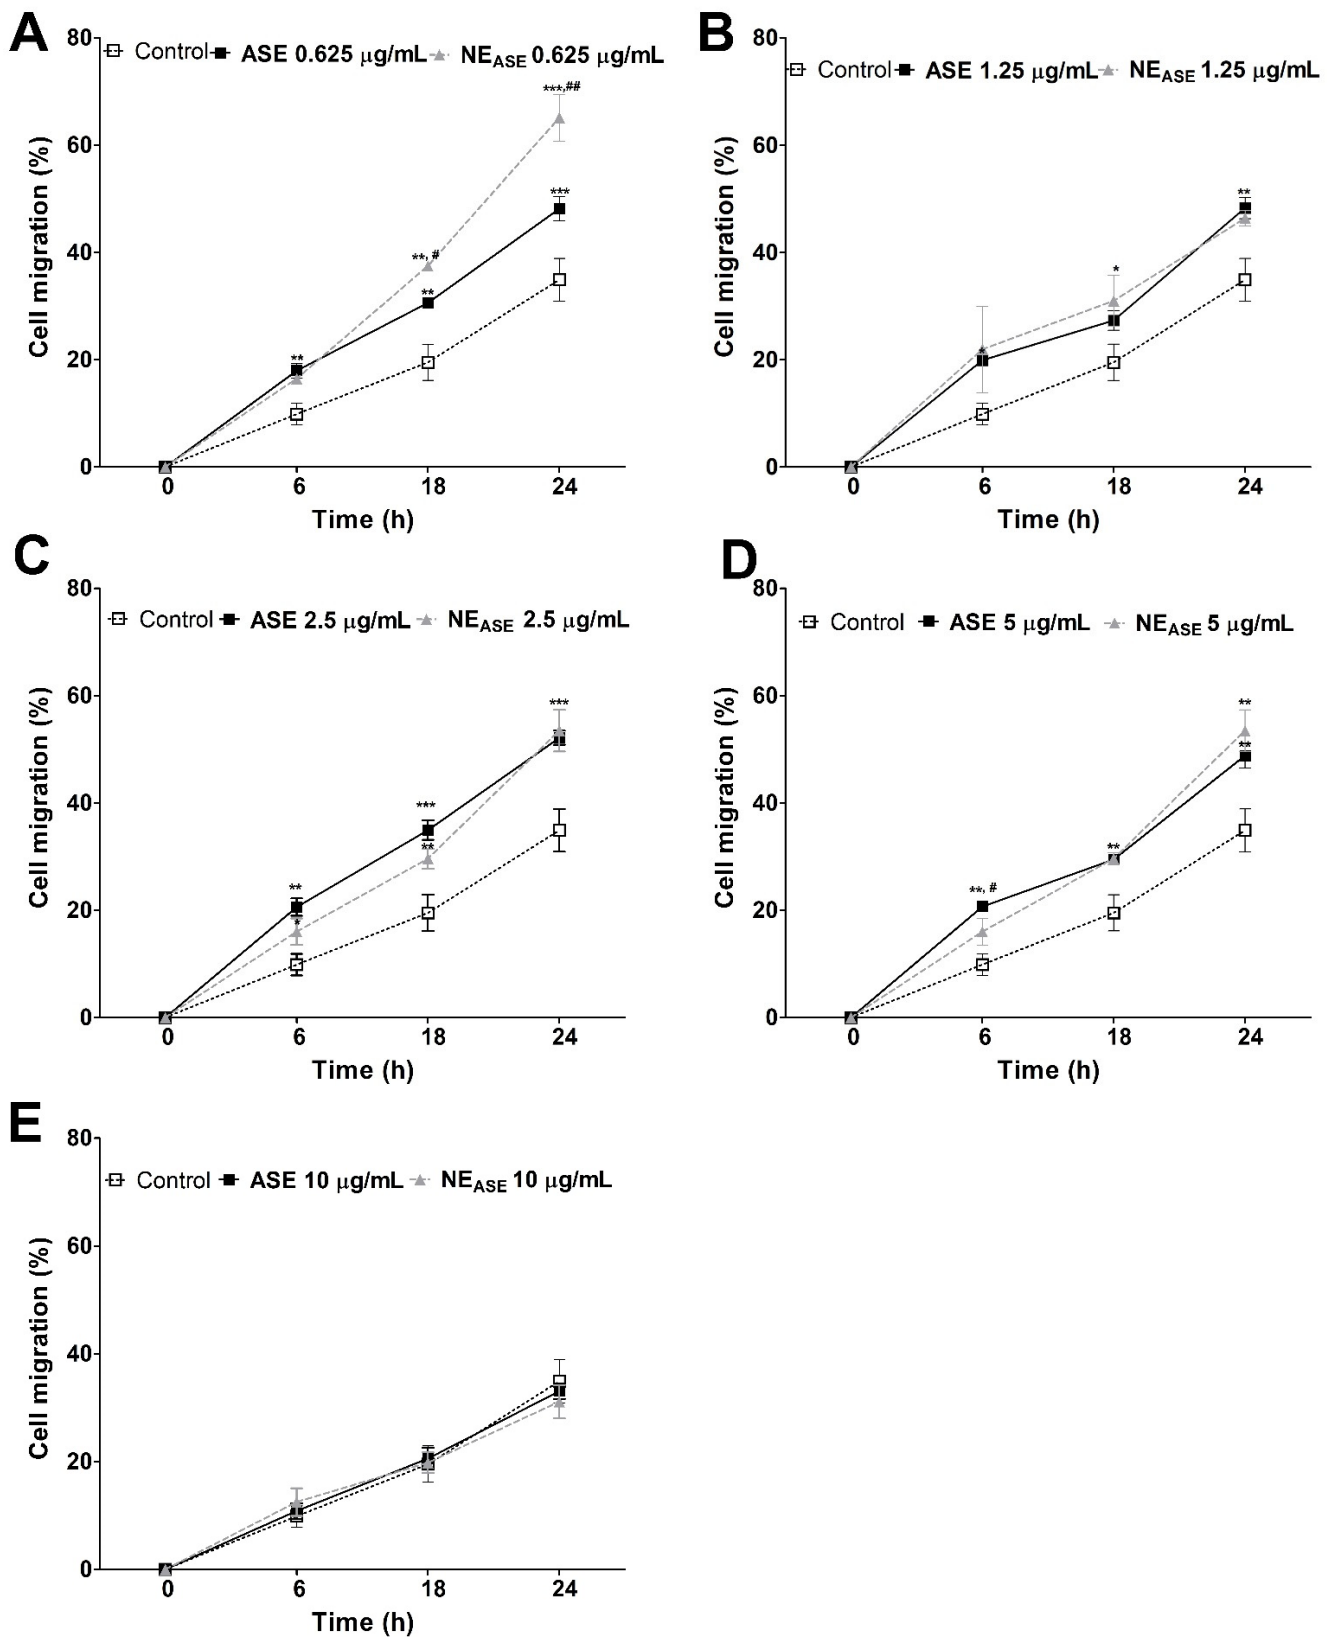 A
80
Control ASE 0.625 μg/mL NEASE 0.625 μg/mL
***,##
60
***
Cell migration (%)
40
**, #
**
20
**
0
0 6 18 24
Time (h)
B
80
Control ASE 1.25 μg/mL NEASE 1.25 μg/mL
60
**
Cell migration (%)
40
*
20
*
0
0 6 18 24
Time (h)
C
80
Control ASE 2.5 μg/mL NEASE 2.5 μg/mL
60
***
Cell migration (%)
40
***
**
**
20
*
0
0 6 18 24
Time (h)
D
80
Control ASE 5 μg/mL NEASE 5 μg/mL
60
**
**
Cell migration (%)
40
**
**, #
20
0
0 6 18 24
Time (h)
E
80
Control ASE 10 μg/mL NEASE 10 μg/mL
60
Cell migration (%)
40
20
0
0 6 18 24
Time (h)